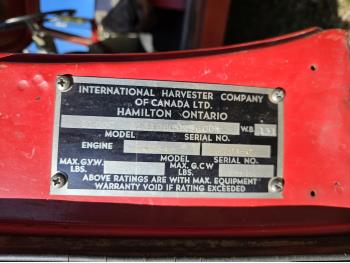 INTERNATIONAL HARVESTER COMPANY
OF CANADA LTD.
HAMILTON ONTARIO
W.B. 131
MODEL SERIAL NO.
ENGINE
MODEL SERIAL NO.
MAX. G.V.W. MAX. G.C.W
LBS. LBS.
ABOVE RATINGS ARE WITH MAX. EQUIPMENT
WARRANTY VOID IF RATING EXCEEDED